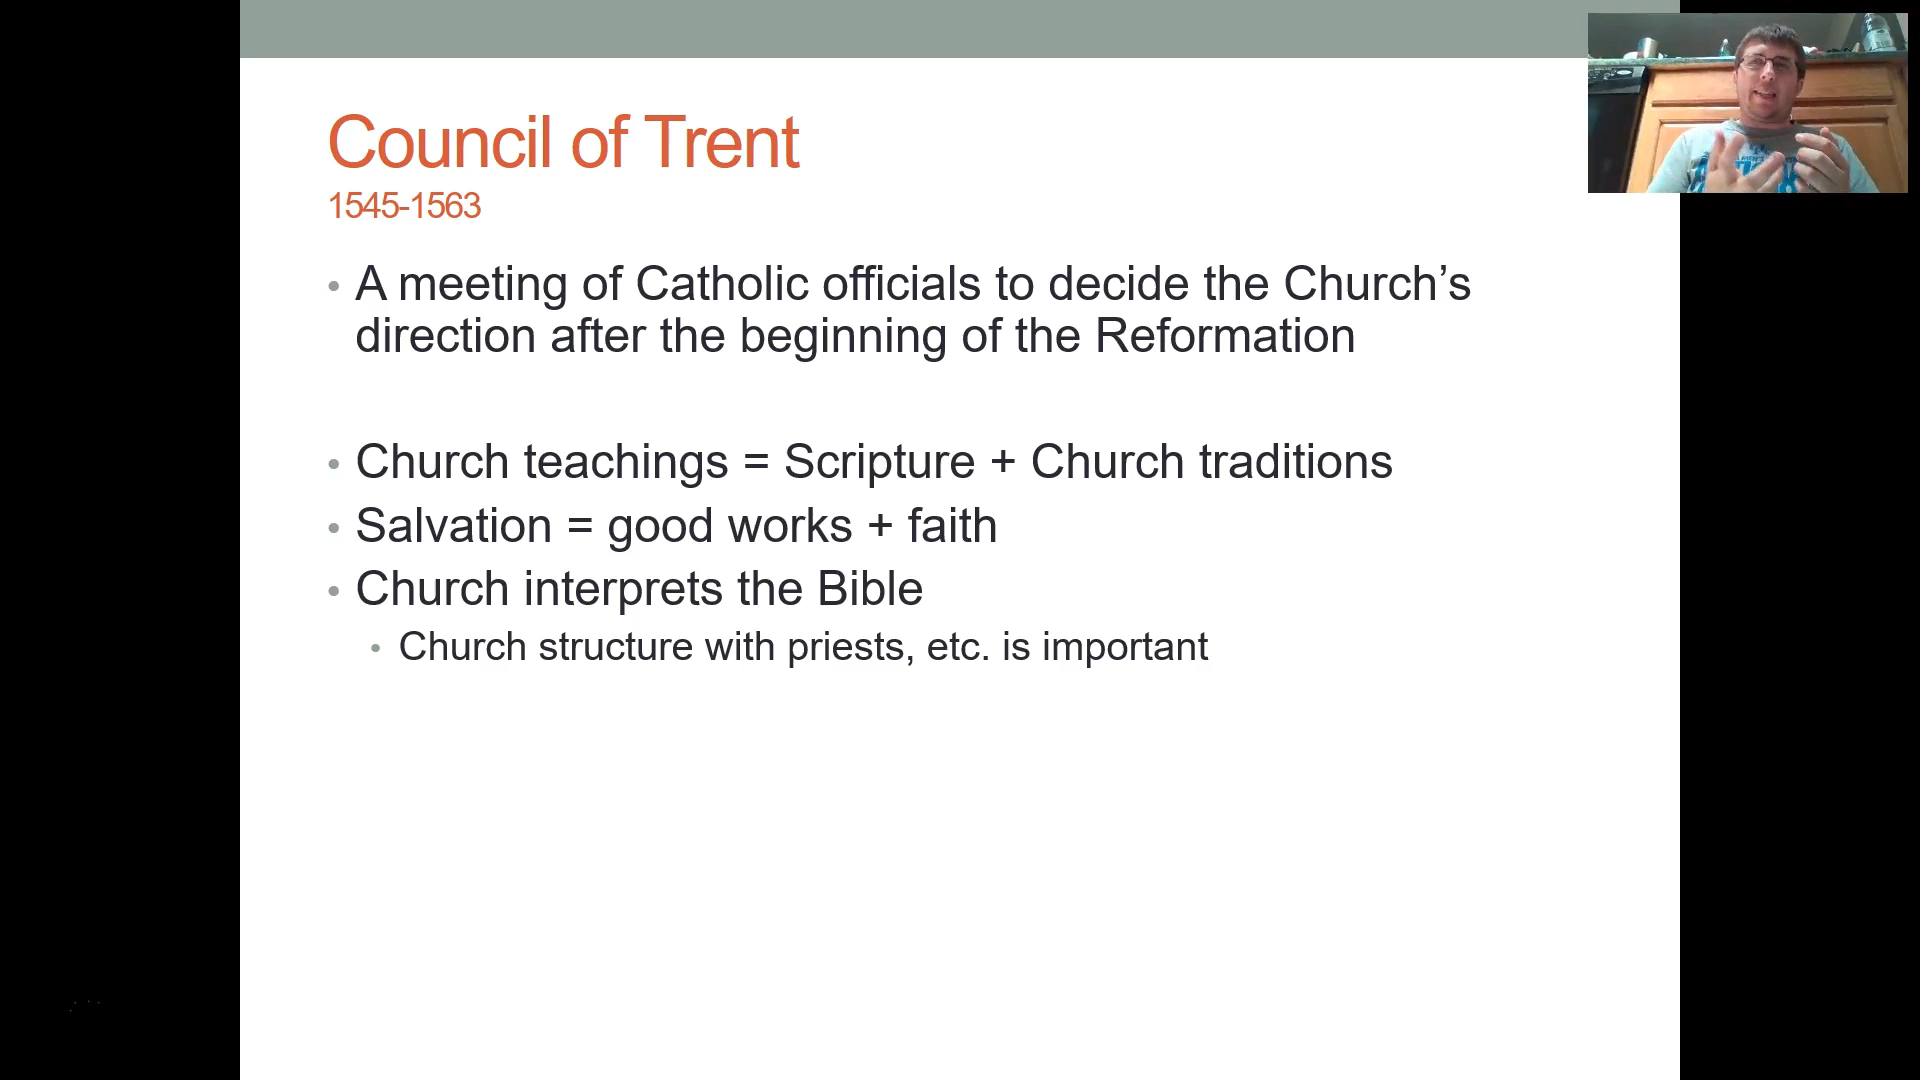 Council of Trent
1545-1563
• A meeting of Catholic officials to decide the Church’s
direction after the beginning of the Reformation
• Church teachings = Scripture + Church traditions
• Salvation = good works + faith
• Church interprets the Bible
• Church structure with priests, etc. is important